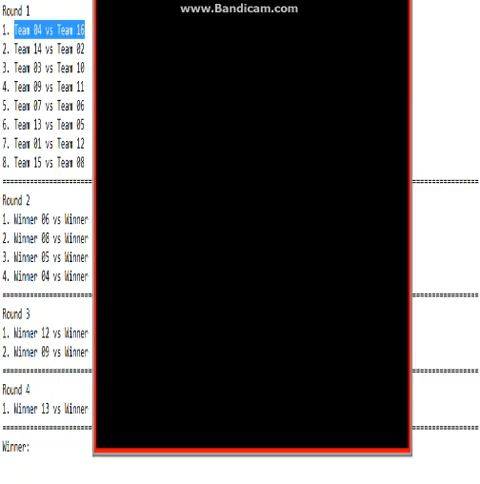 www.Bandicam.com
Round 1
1. Team 04 vs Team 16
2. Team 14 vs Team 02
3. Team 03 vs Team 10
4. Team 09 vs Team 11
5. Team 07 vs Team 06
6. Team 13 vs Team 05
7. Team 01 vs Team 12
8. Team 15 vs Team 08
Round 2
1. Winner 06 vs Winner
2. Winner 08 vs Winner
3. Winner 05 vs Winner
4. Winner 04 vs Winner
Round 3
1. Winner 12 vs Winner
2. Winner 09 vs Winner
Round 4
1. Winner 13 vs Winner
Winner: